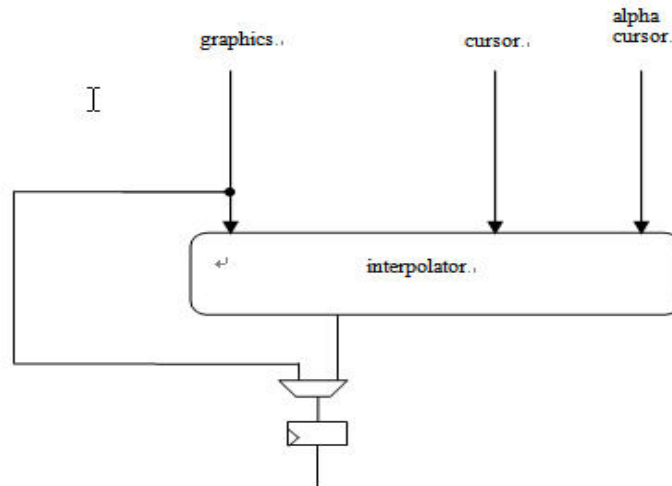 graphics.
cursor.
alpha
cursor.
interpolator.